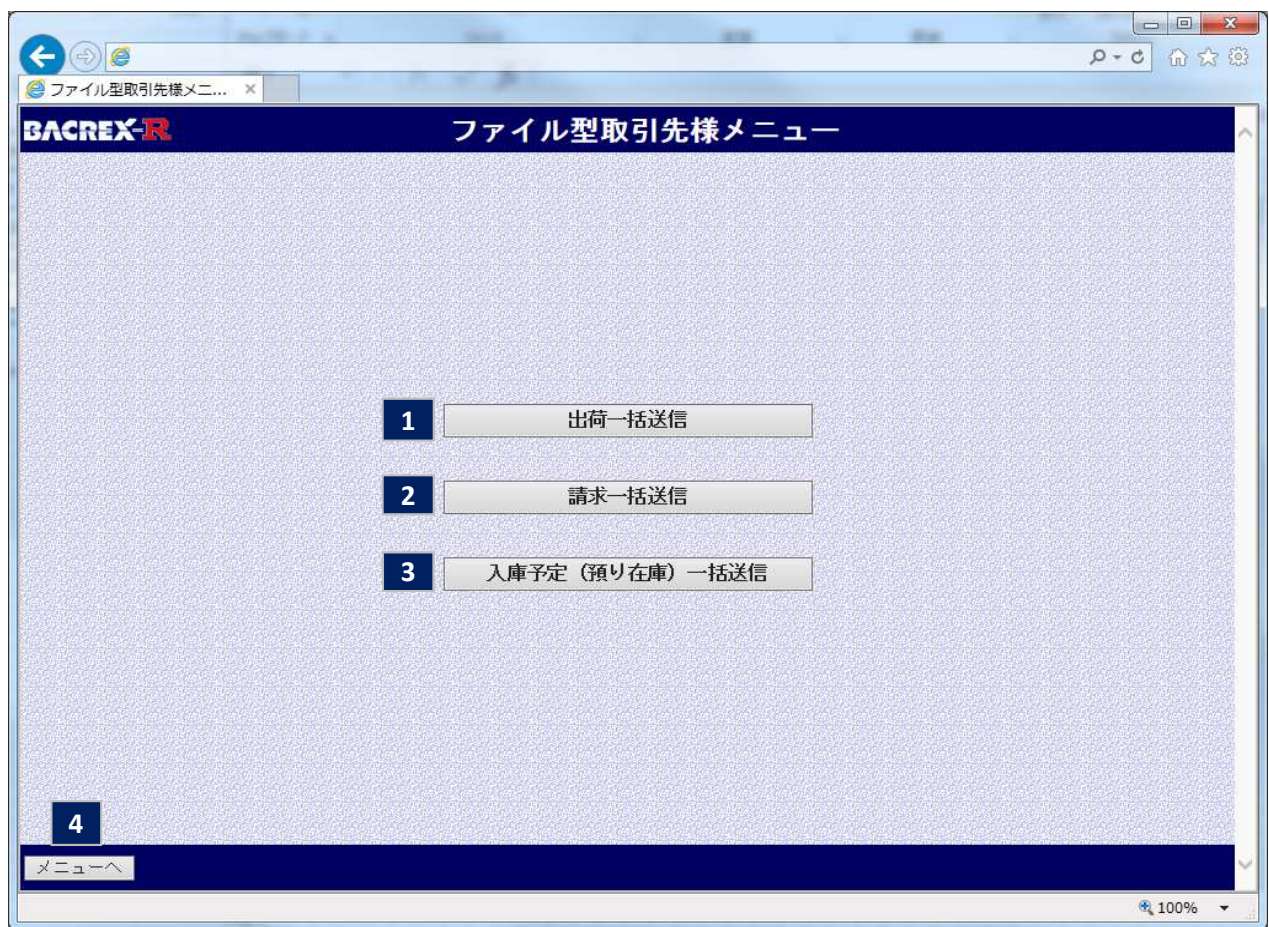 ファイル型取引先様メニ...
BACREX-R
ファイル型取引先様メニュー
1 出荷一括送信
2 請求一括送信
3 入庫予定（預り在庫）一括送信
4
メニューへ
100%